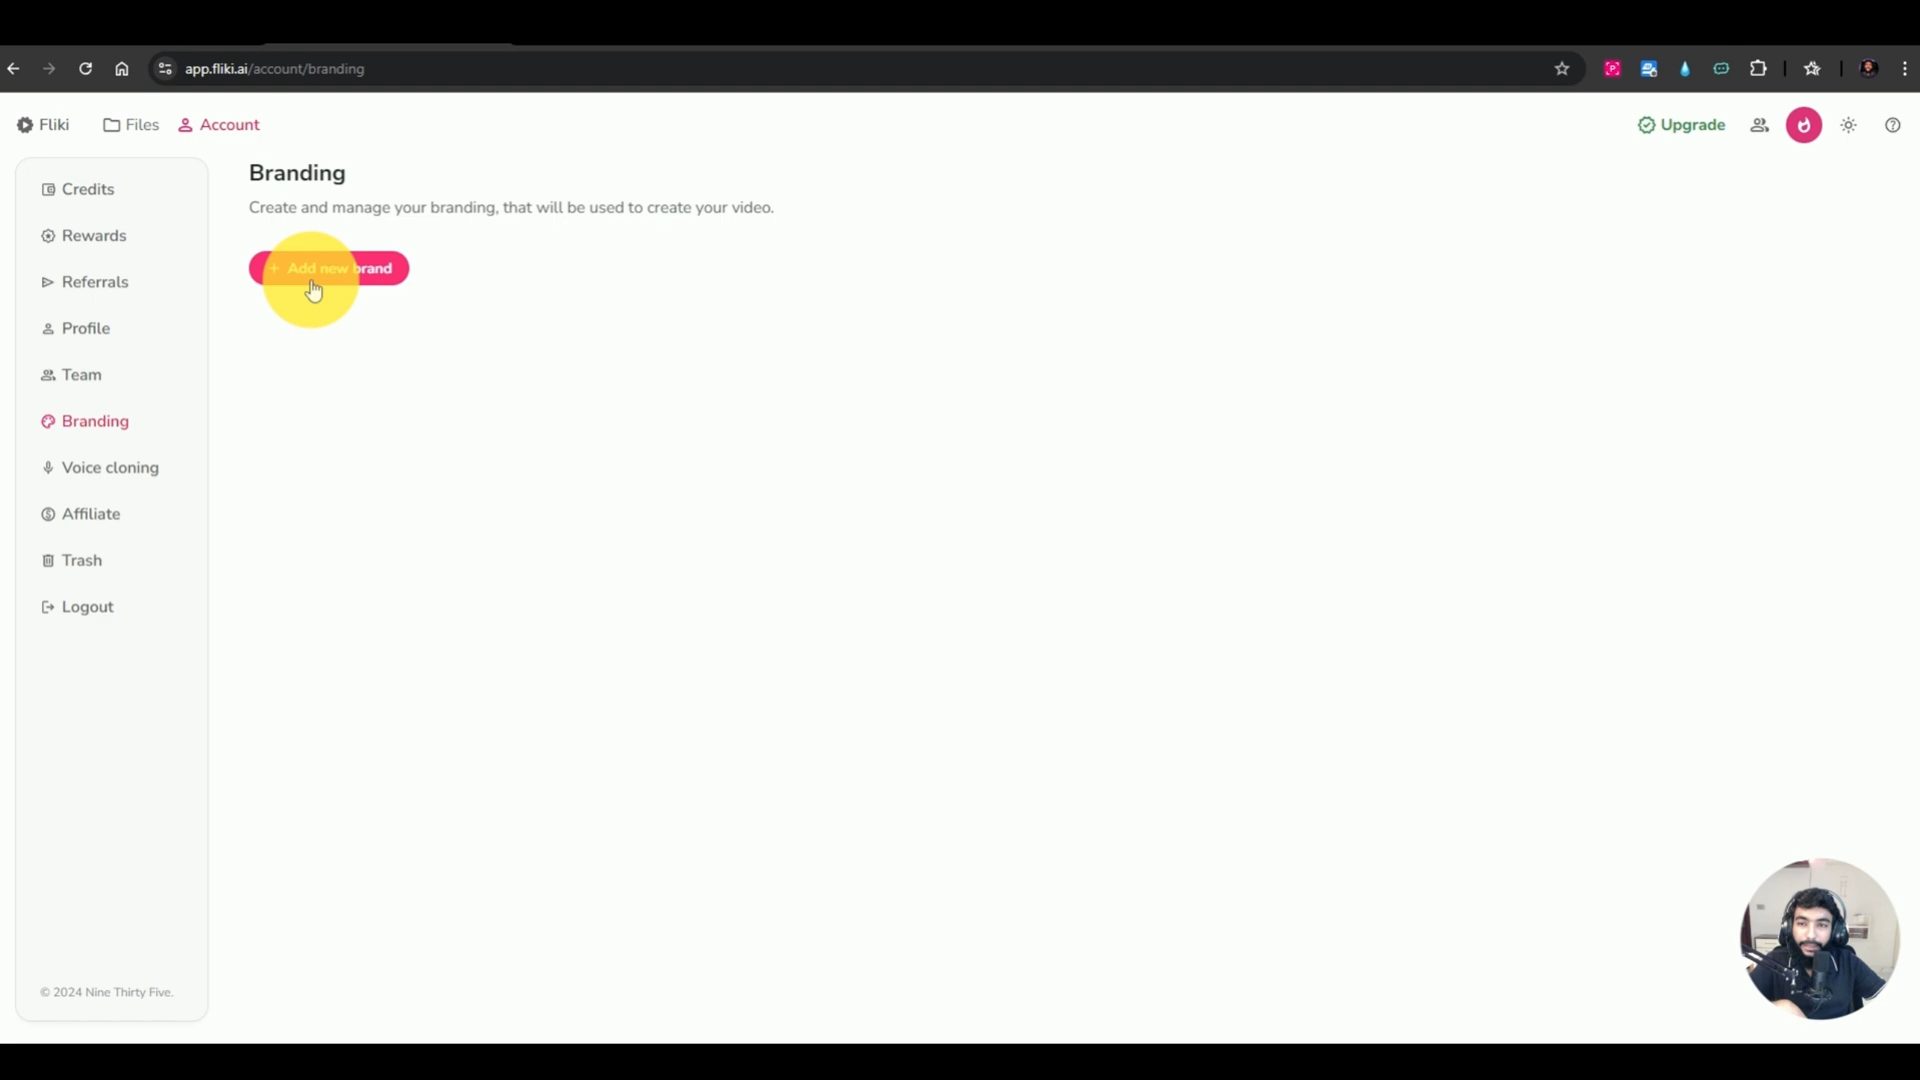 app.fliki.ai/account/branding
Fliki
Files
Account
Upgrade
Credits
Rewards
Referrals
Profile
Team
Branding
Voice cloning
Affiliate
Trash
Logout
© 2024 Nine Thirty Five.
Branding
Create and manage your branding, that will be used to create your video.
+ Add new brand